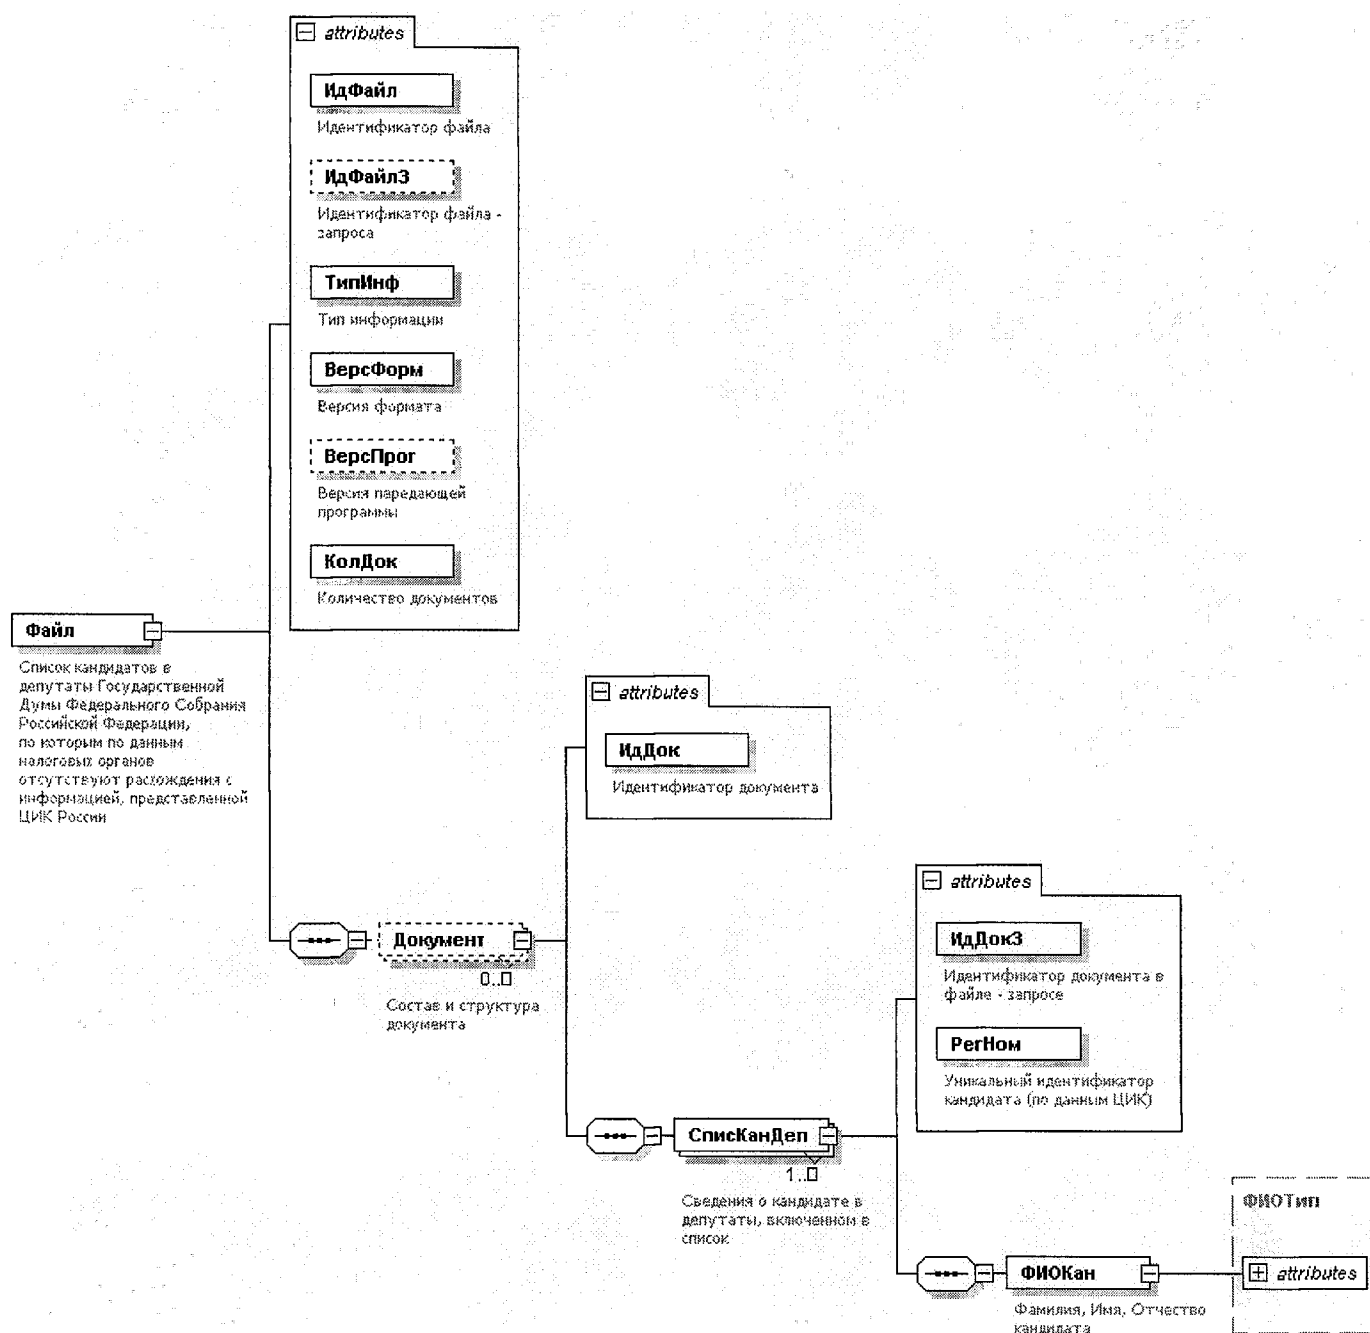 attributes
ИдФайл
Идентификатор файла
ИдФайлЗ
Идентификатор файла -
запроса
ТипИнф
Тип информации
ВерсФорм
Версия формата
ВерсПрог
Версия паредающей
программы
КолДок
Количество документов
Файл
Список кандидатов в
депутаты Государственной
Думы Федерального Собрания
Российской Федерации,
по которым по данным
налоговых органов
отсутствуют расхождения с
информацией, представленной
ЦИК России
attributes
ИдДок
Идентификатор документа
Документ
0..□
Состав и структура
документа
attributes
ИдДокЗ
Идентификатор документа в
файле - запросе
РегНом
Уникальный идентификатор
кандидата (по данным ЦИК)
СписКанДеп
1..□
Сведения о кандидате в
депутаты, включенном в
список
ФИОТип
ФИОКан
attributes
Фамилия, Имя, Отчество
кандидата